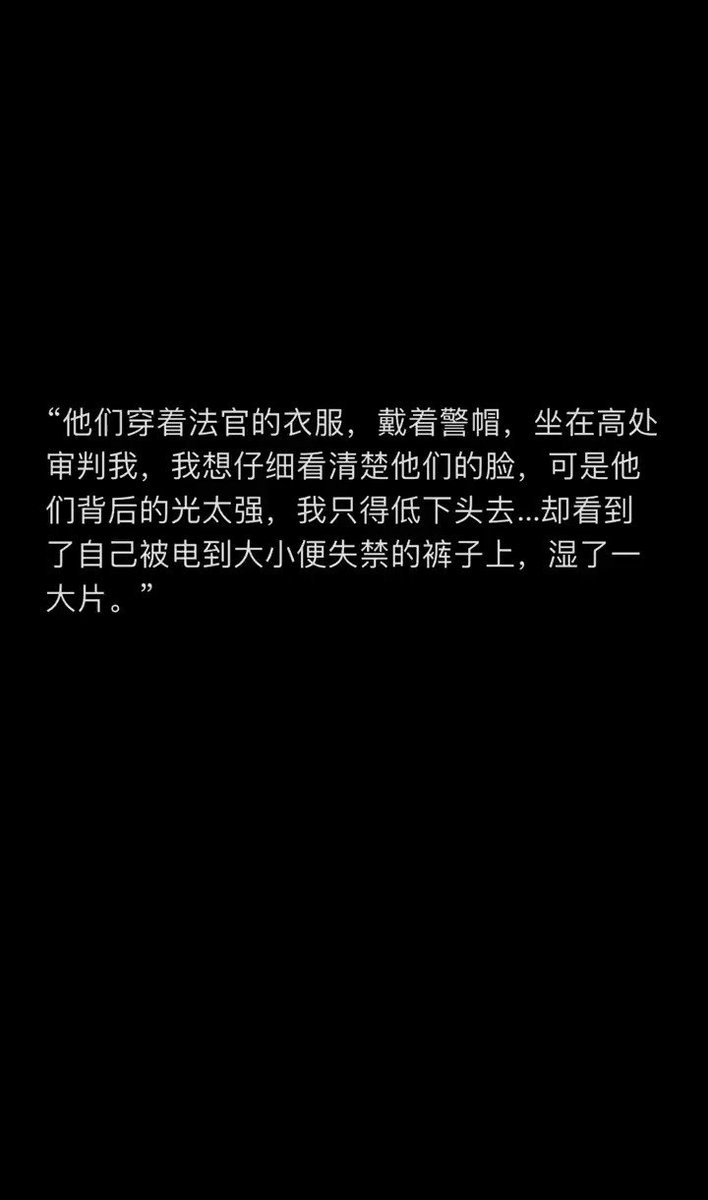 “他们穿着法官的衣服，戴着警帽，坐在高处
审判我，我想仔细看清楚他们的脸，可是他
们背后的光太强，我只得低下头去...却看到
了自己被电到大小便失禁的裤子上，湿了一
大片。”